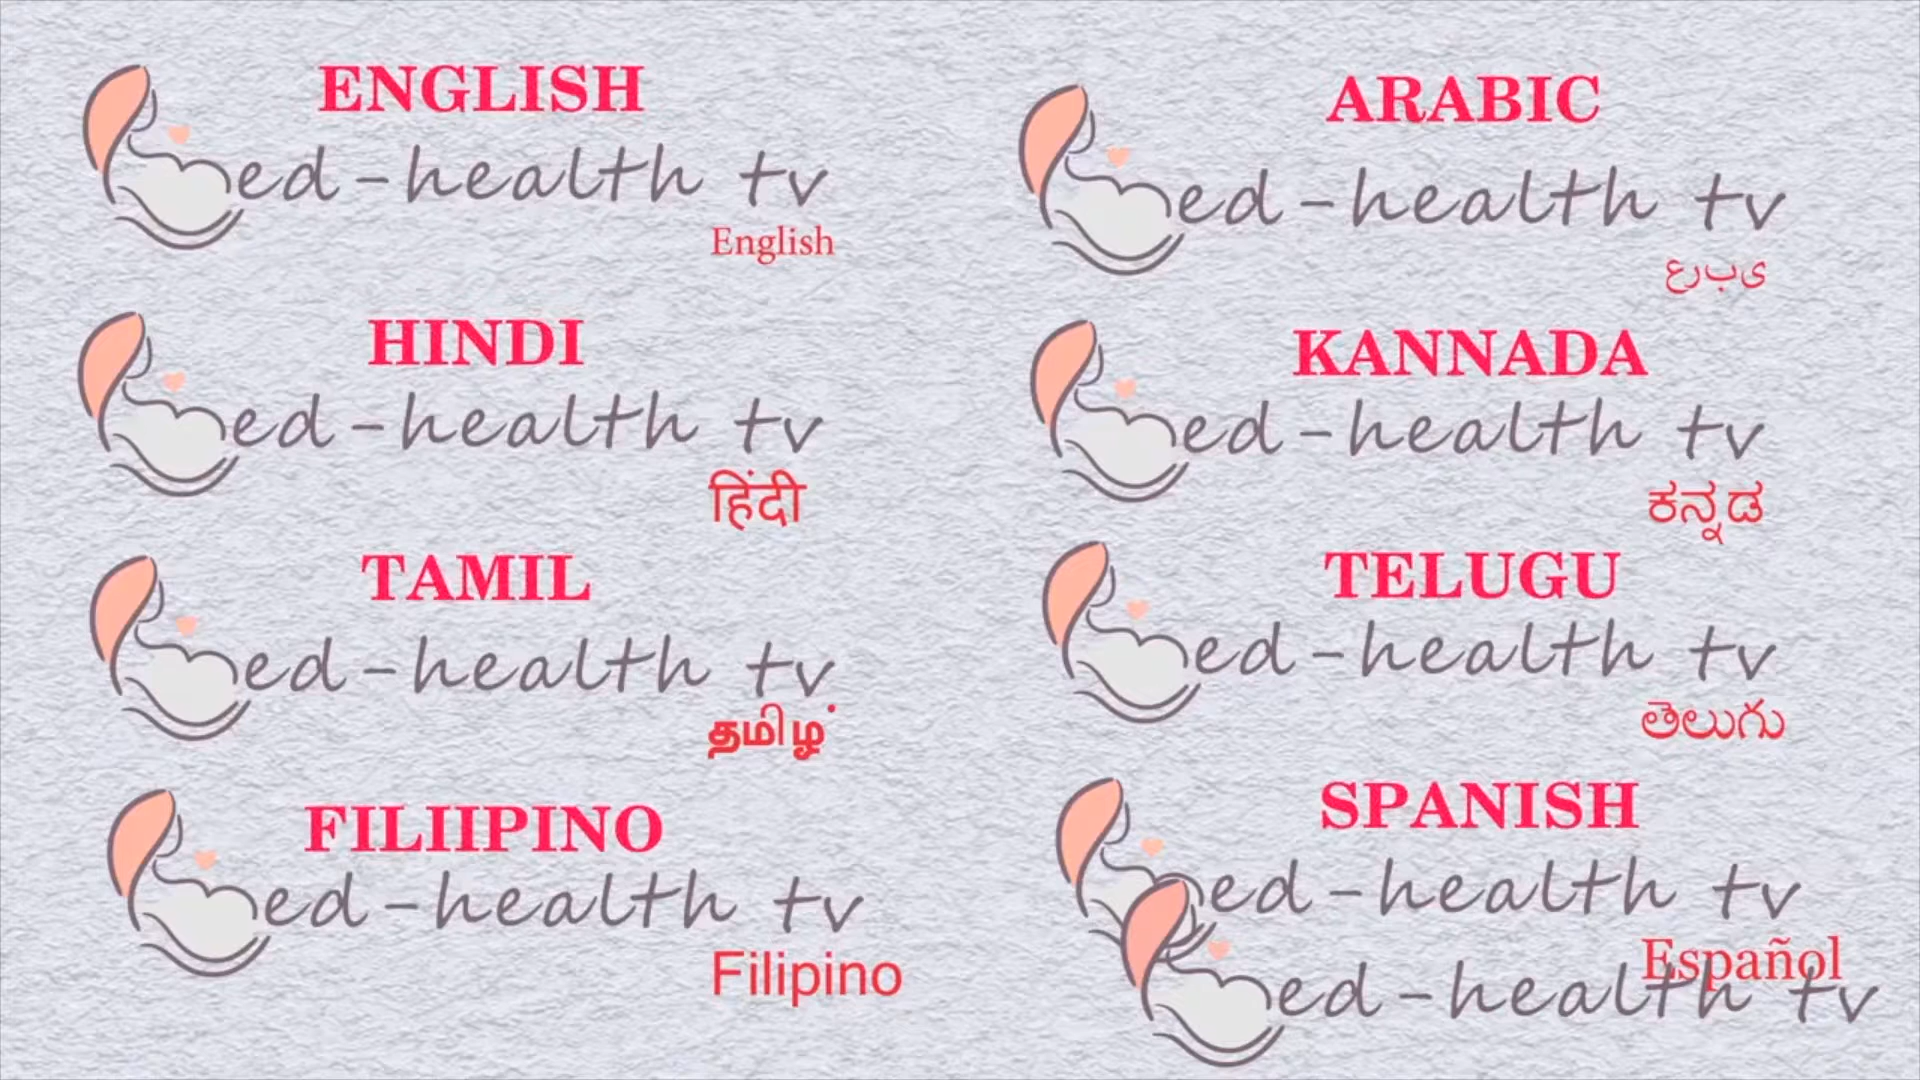 ENGLISH
ed-health tv
English
HINDI
ed-health tv
हिंदी
TAMIL
ed-health tv
தமிழ்
FILIIPINO
ed-health tv
Filipino
ARABIC
ed-health tv
ىبرع
KANNADA
ed-health tv
ಕನ್ನಡ
TELUGU
ed-health tv
తెలుగు
SPANISH
ed-health tv
Español
ed-health tv